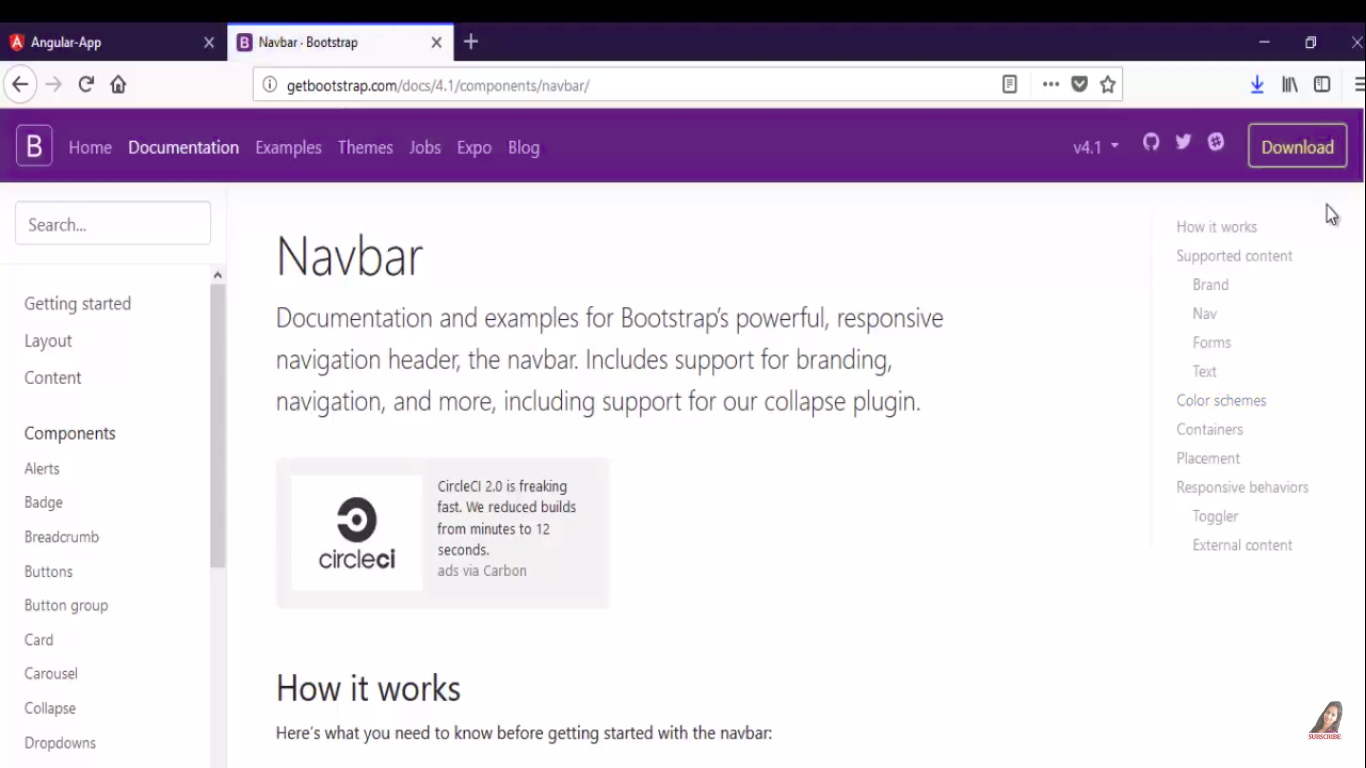 Angular-App
Navbar · Bootstrap
getbootstrap.com/docs/4.1/components/navbar/
B Home Documentation Examples Themes Jobs Expo Blog v4.1 Download
Search...
Getting started
Layout
Content
Components
Alerts
Badge
Breadcrumb
Buttons
Button group
Card
Carousel
Collapse
Dropdowns
Navbar
Documentation and examples for Bootstrap's powerful, responsive
navigation header, the navbar. Includes support for branding,
navigation, and more, including support for our collapse plugin.
circleci
CircleCI 2.0 is freaking
fast. We reduced builds
from minutes to 12
seconds.
ads via Carbon
How it works
Here's what you need to know before getting started with the navbar:
How it works
Supported content
Brand
Nav
Forms
Text
Color schemes
Containers
Placement
Responsive behaviors
Toggler
External content
SUBSCRIBE